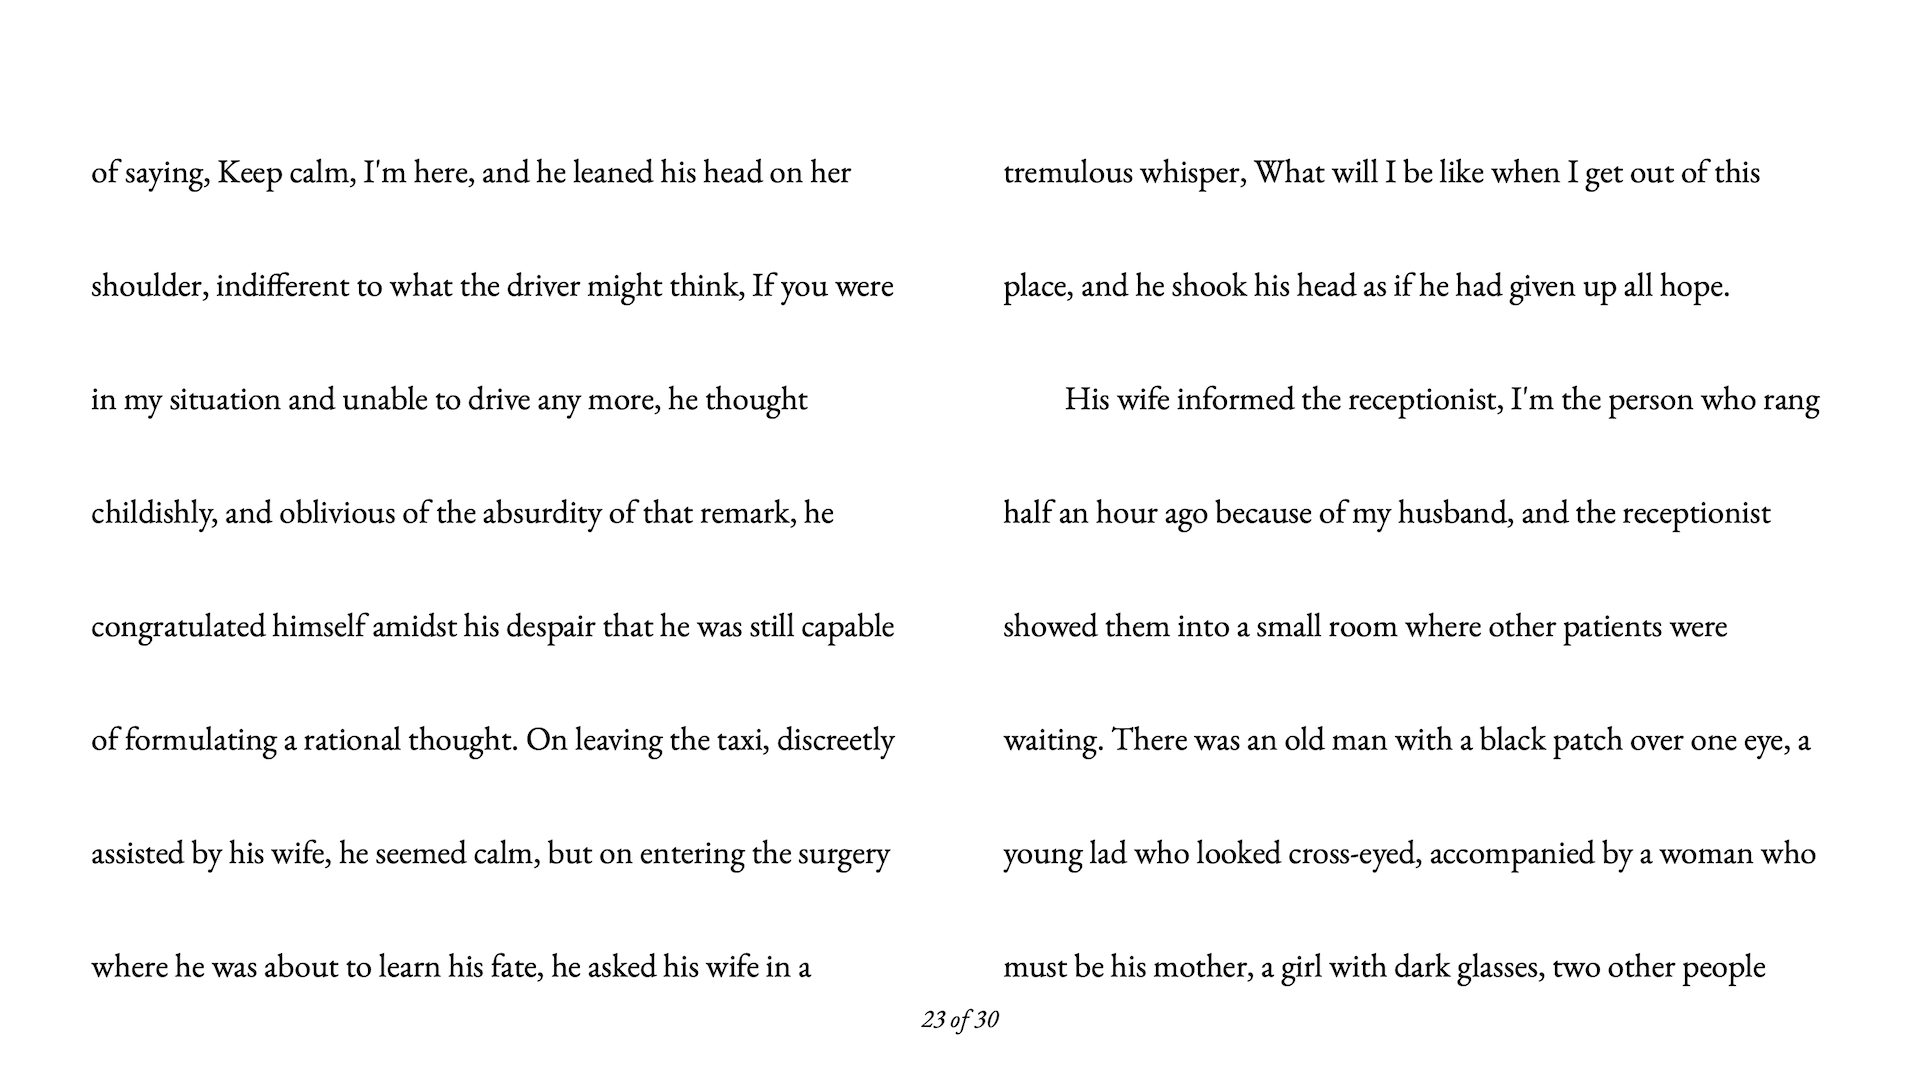 of saying, Keep calm, I'm here, and he leaned his head on her
shoulder, indifferent to what the driver might think, If you were
in my situation and unable to drive any more, he thought
childishly, and oblivious of the absurdity of that remark, he
congratulated himself amidst his despair that he was still capable
of formulating a rational thought. On leaving the taxi, discreetly
assisted by his wife, he seemed calm, but on entering the surgery
where he was about to learn his fate, he asked his wife in a
tremulous whisper, What will I be like when I get out of this
place, and he shook his head as if he had given up all hope.
His wife informed the receptionist, I'm the person who rang
half an hour ago because of my husband, and the receptionist
showed them into a small room where other patients were
waiting. There was an old man with a black patch over one eye, a
young lad who looked cross-eyed, accompanied by a woman who
must be his mother, a girl with dark glasses, two other people
23 of 30